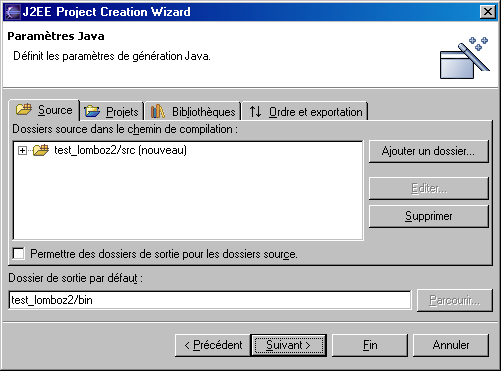 J2EE Project Creation Wizard
Paramètres Java
Définit les paramètres de génération Java.
Source Projets Bibliothèques Ordre et exportation
Dossiers source dans le chemin de compilation :
test_lomboz2/src (nouveau)
Ajouter un dossier...
Editer...
Supprimer
Permettre des dossiers de sortie pour les dossiers source.
Dossier de sortie par défaut :
test_lomboz2/bin
Parcourir...
< Précédent Suivant > Fin Annuler